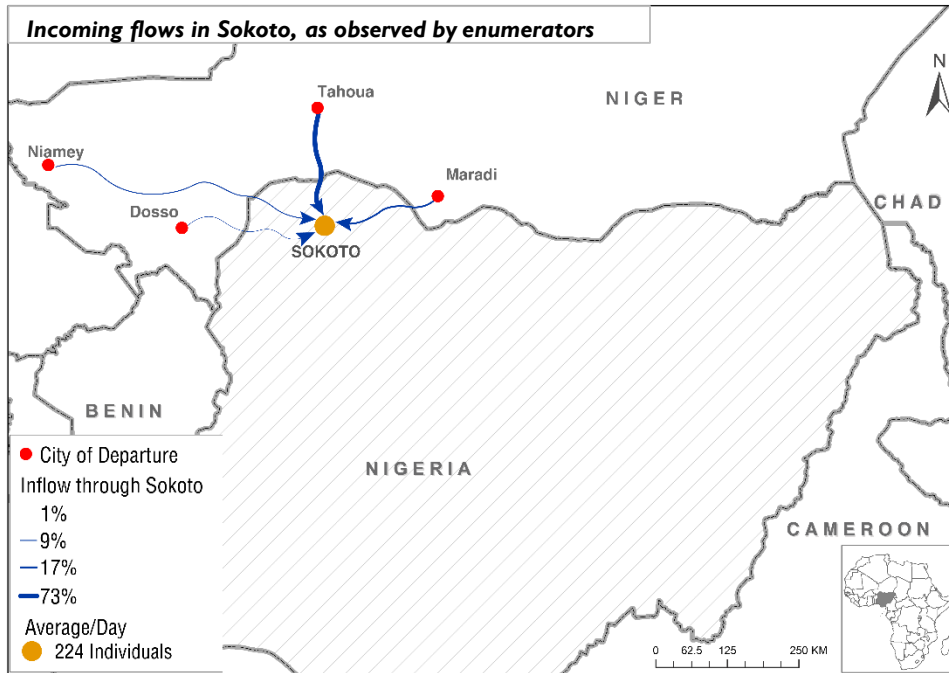 Incoming flows in Sokoto, as observed by enumerators
N
Tahoua
NIGER
Niamey
Maradi
Dosso
CHAD
SOKOTO
BENIN
NIGERIA
CAMEROON
City of Departure
Inflow through Sokoto
1%
9%
17%
73%
Average/Day
224 Individuals
0 62.5 125 250 KM